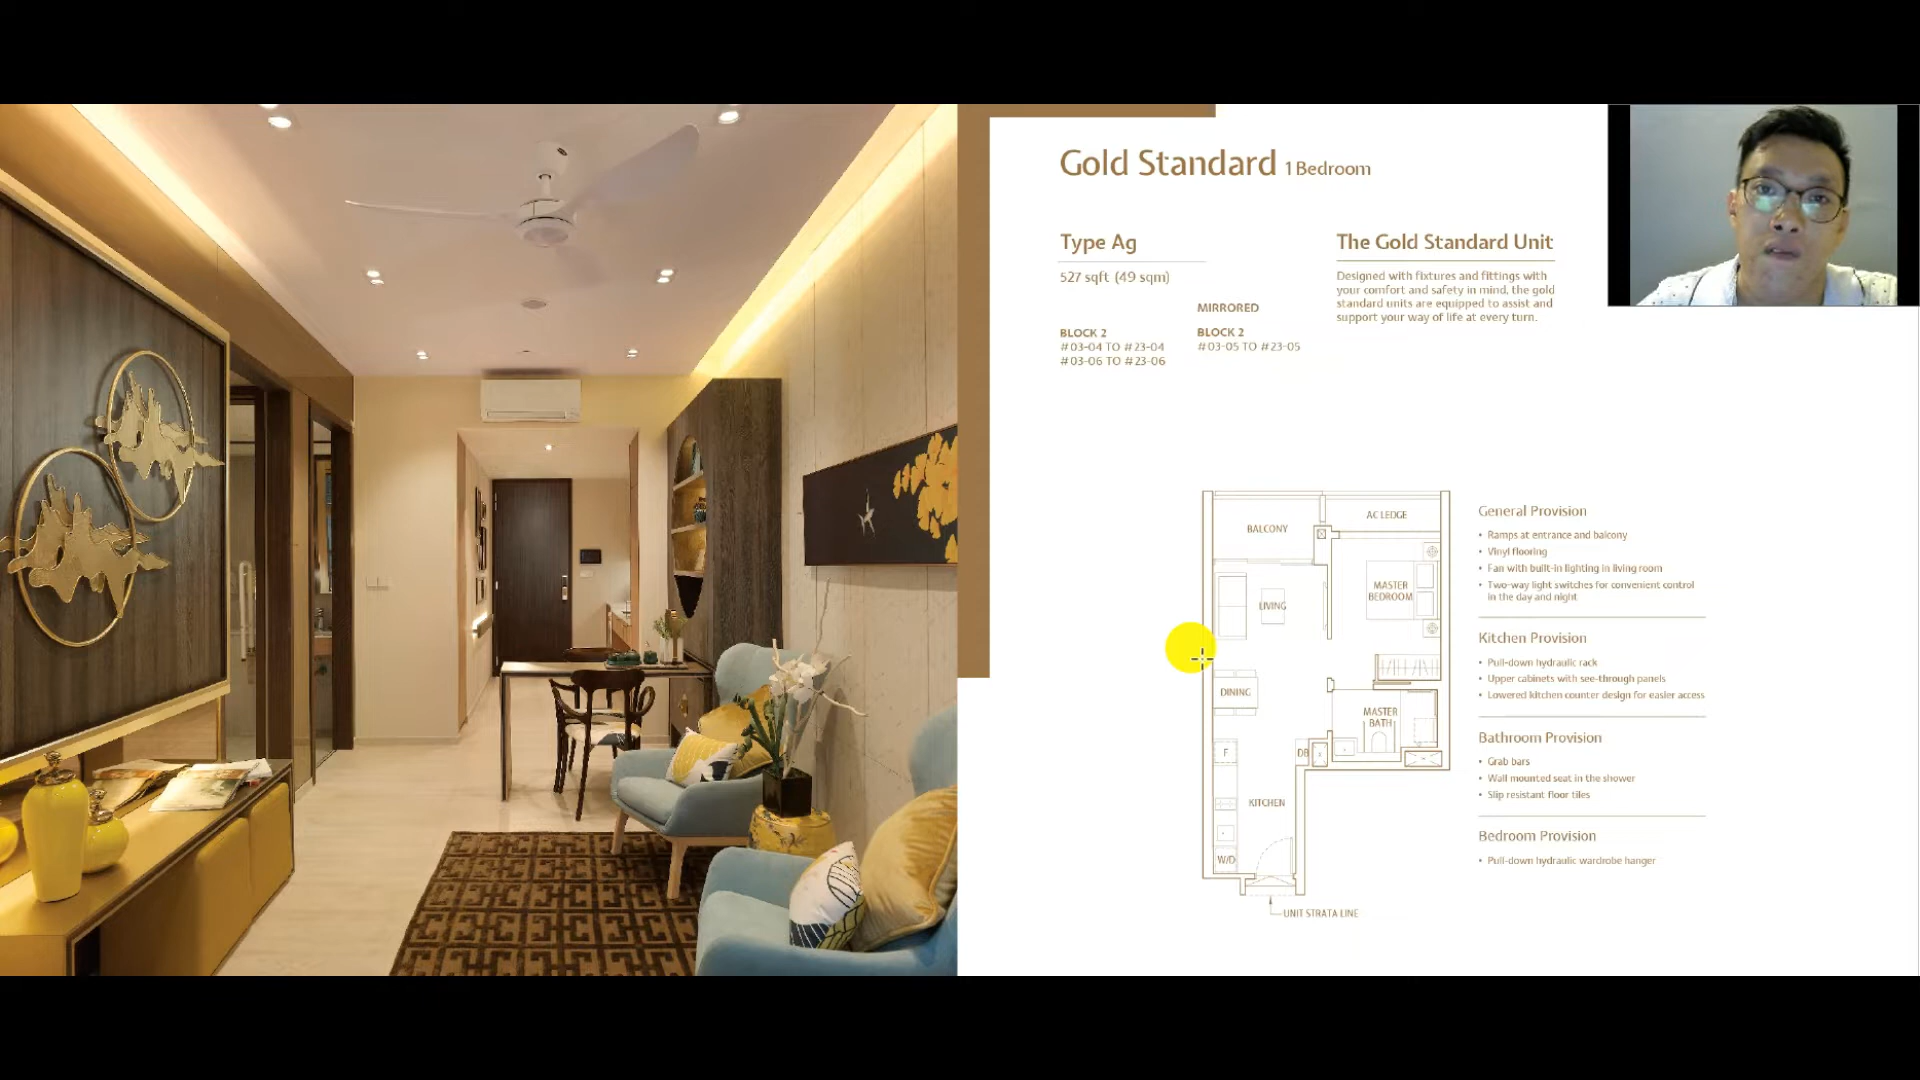 Gold Standard 1 Bedroom
Type Ag
527 sqft (49 sqm)
MIRRORED
BLOCK 2
#03-04 TO #23-04
#03-06 TO #23-06
BLOCK 2
#03-05 TO #23-05
The Gold Standard Unit
Designed with fixtures and fittings with
your comfort and safety in mind, the gold
standard units are equipped to assist and
support your way of life at every turn.
BALCONY
AC LEDGE
LIVING
MASTER
BEDROOM
DINING
MASTER
BATH
F
DB
KITCHEN
W/D
UNIT STRATA LINE
General Provision
• Ramps at entrance and balcony
• Vinyl flooring
• Fan with built-in lighting in living room
• Two-way light switches for convenient control
in the day and night
Kitchen Provision
• Pull-down hydraulic rack
• Upper cabinets with see-through panels
• Lowered kitchen counter design for easier access
Bathroom Provision
• Grab bars
• Wall mounted seat in the shower
• Slip resistant floor tiles
Bedroom Provision
• Pull-down hydraulic wardrobe hanger